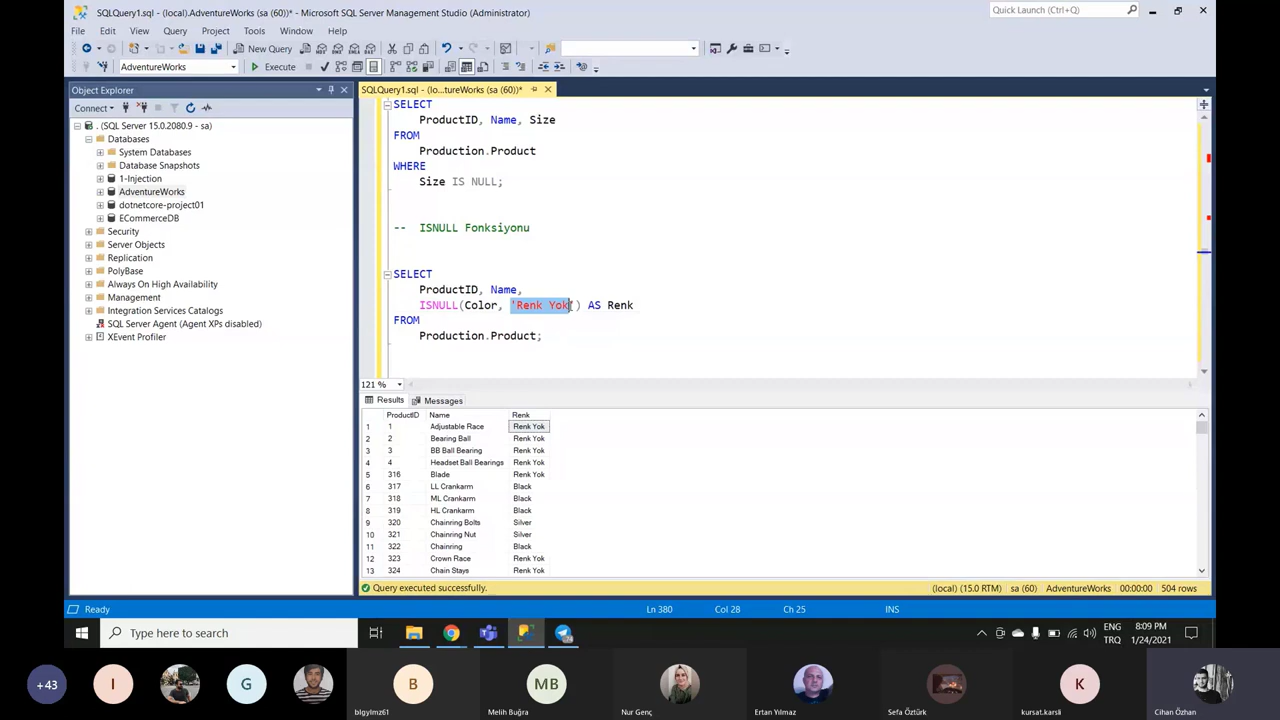 SQLQuery1.sql - (local).AdventureWorks (sa (60))* - Microsoft SQL Server Management Studio (Administrator)
Quick Launch (Ctrl+Q)
File Edit View Query Project Tools Window Help
New Query
AdventureWorks Execute
Object Explorer
SQLQuery1.sql - (lo...tureWorks (sa (60))*
Connect
. (SQL Server 15.0.2080.9 - sa)
Databases
System Databases
Database Snapshots
1-Injection
AdventureWorks
dotnetcore-project01
ECommerceDB
Security
Server Objects
Replication
PolyBase
Always On High Availability
Management
Integration Services Catalogs
SQL Server Agent (Agent XPs disabled)
XEvent Profiler
SELECT
ProductID, Name, Size
FROM
Production.Product
WHERE
Size IS NULL;
-- ISNULL Fonksiyonu
SELECT
ProductID, Name,
ISNULL(Color, 'Renk Yok') AS Renk
FROM
Production.Product;
121 %
Results Messages
ProductID Name Renk
1 1 Adjustable Race Renk Yok
2 2 Bearing Ball Renk Yok
3 3 BB Ball Bearing Renk Yok
4 4 Headset Ball Bearings Renk Yok
5 316 Blade Renk Yok
6 317 LL Crankarm Black
7 318 ML Crankarm Black
8 319 HL Crankarm Black
9 320 Chainring Bolts Silver
10 321 Chainring Nut Silver
11 322 Chainring Black
12 323 Crown Race Renk Yok
13 324 Chain Stays Renk Yok
Query executed successfully. (local) (15.0 RTM) sa (60) AdventureWorks 00:00:00 504 rows
Ready Ln 380 Col 28 Ch 25 INS
Type here to search
ENG
TRQ
8:09 PM
1/24/2021
+43 I G B MB K
blgylmz61 Melih Buğra Nur Genç Ertan Yılmaz Sefa Öztürk kursat.karsli Cihan Özhan